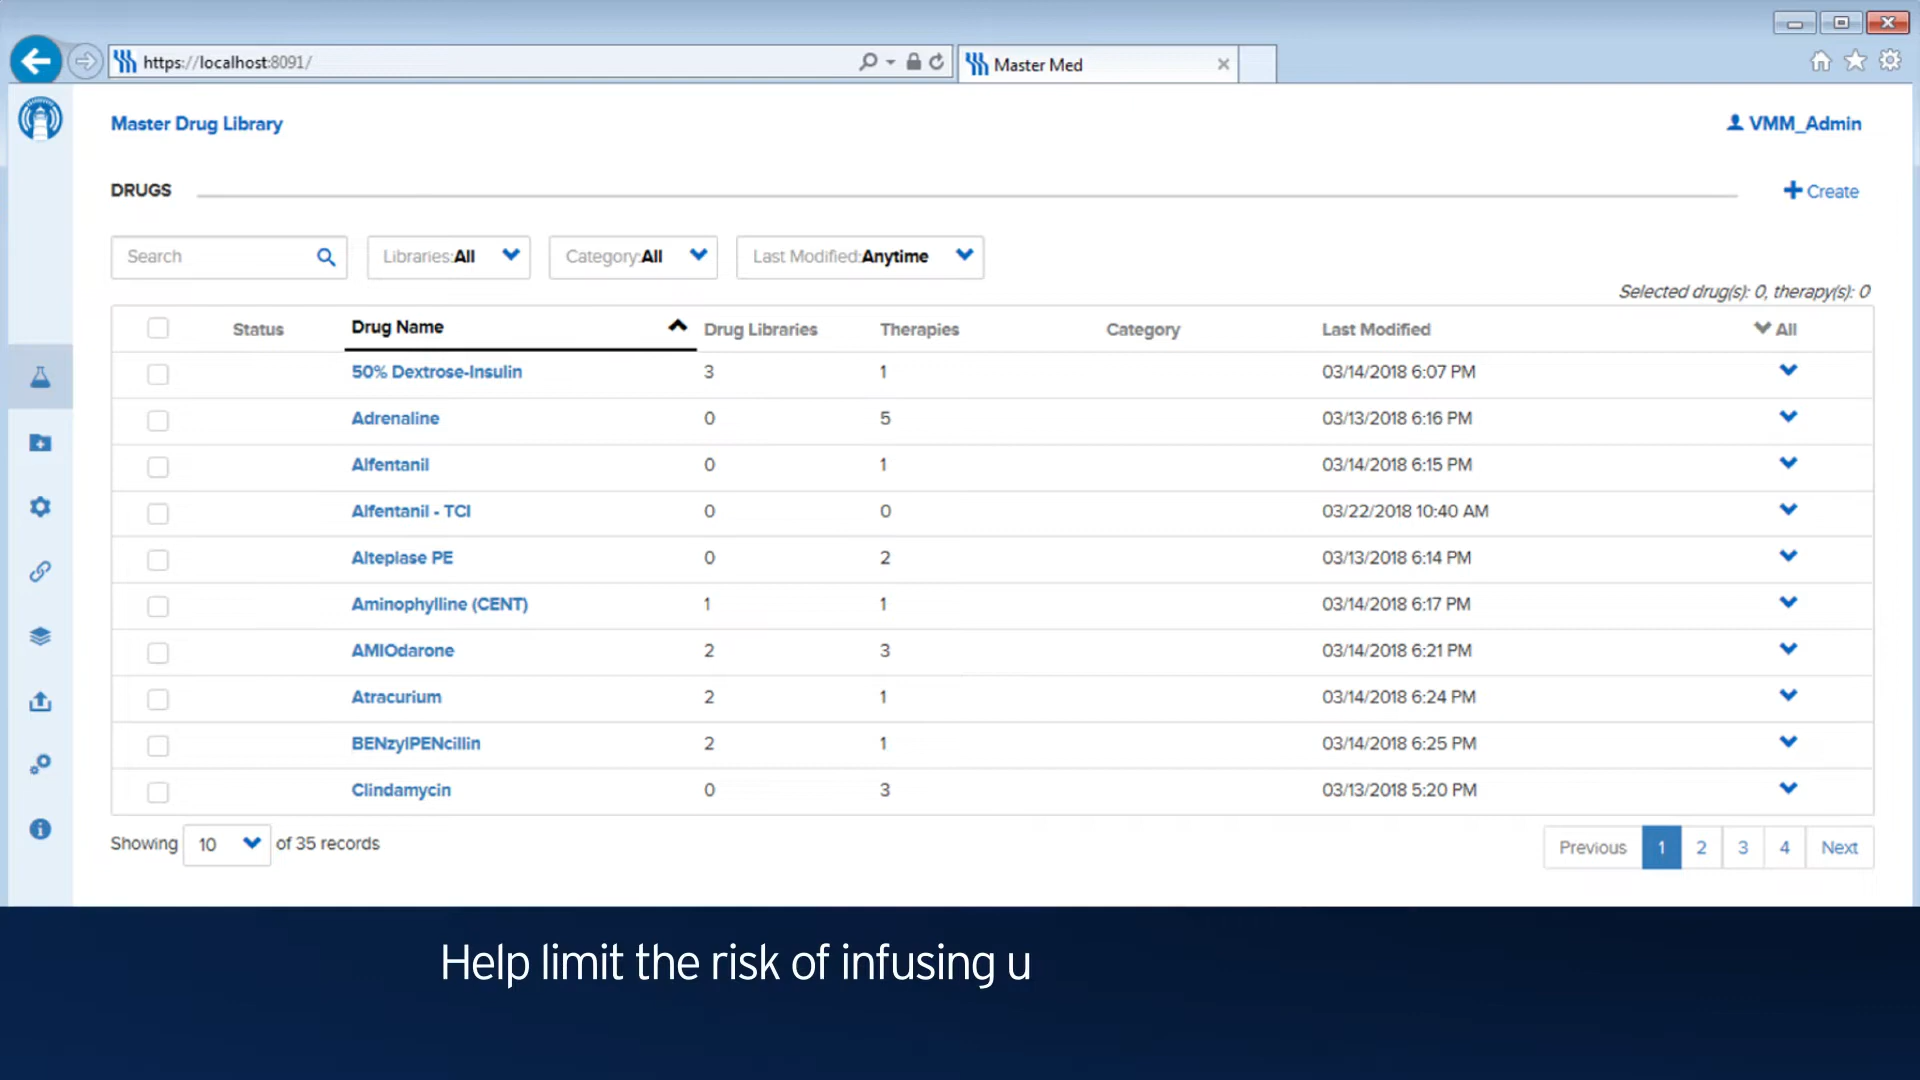 https://localhost:8091/
Master Med
Master Drug Library
VMM_Admin
DRUGS
Create
Search
Libraries:All
Category:All
Last Modified:Anytime
Selected drug(s): 0, therapy(s): 0
Status Drug Name Drug Libraries Therapies Category Last Modified All
50% Dextrose-Insulin 3 1 03/14/2018 6:07 PM
Adrenaline 0 5 03/13/2018 6:16 PM
Alfentanil 0 1 03/14/2018 6:15 PM
Alfentanil - TCI 0 0 03/22/2018 10:40 AM
Alteplase PE 0 2 03/13/2018 6:14 PM
Aminophylline (CENT) 1 1 03/14/2018 6:17 PM
AMIOdarone 2 3 03/14/2018 6:21 PM
Atracurium 2 1 03/14/2018 6:24 PM
BENzylPENcillin 2 1 03/14/2018 6:25 PM
Clindamycin 0 3 03/13/2018 5:20 PM
Showing 10 of 35 records
Previous 1 2 3 4 Next
Help limit the risk of infusing u